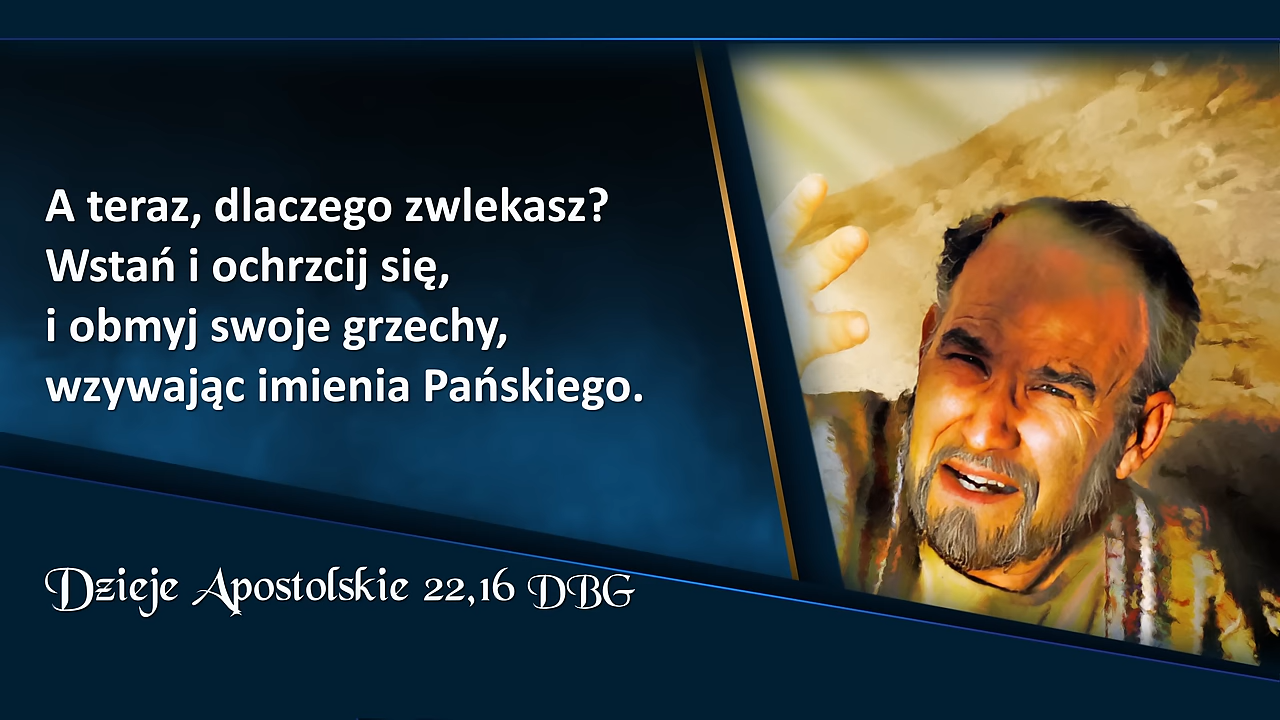 A teraz, dlaczego zwlekasz?
Wstań i ochrzcij się,
i obmyj swoje grzechy,
wzywając imienia Pańskiego.
Dzieje Apostolskie 22,16 DBG